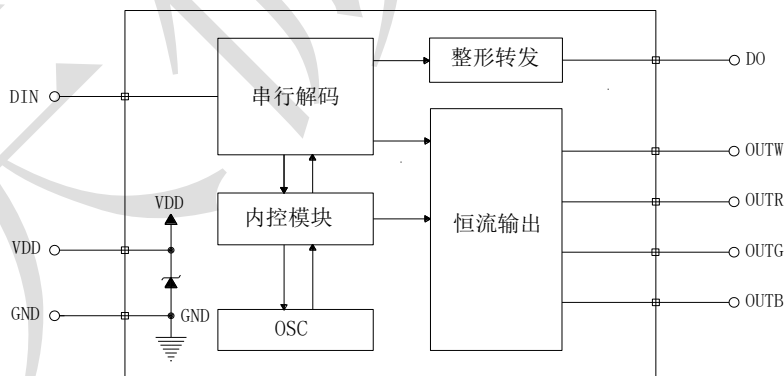 整形转发
DO
DIN
串行解码
OUTW
VDD
内控模块
OUTR
恒流输出
VDD
OUTG
GND
GND
OSC
OUTB